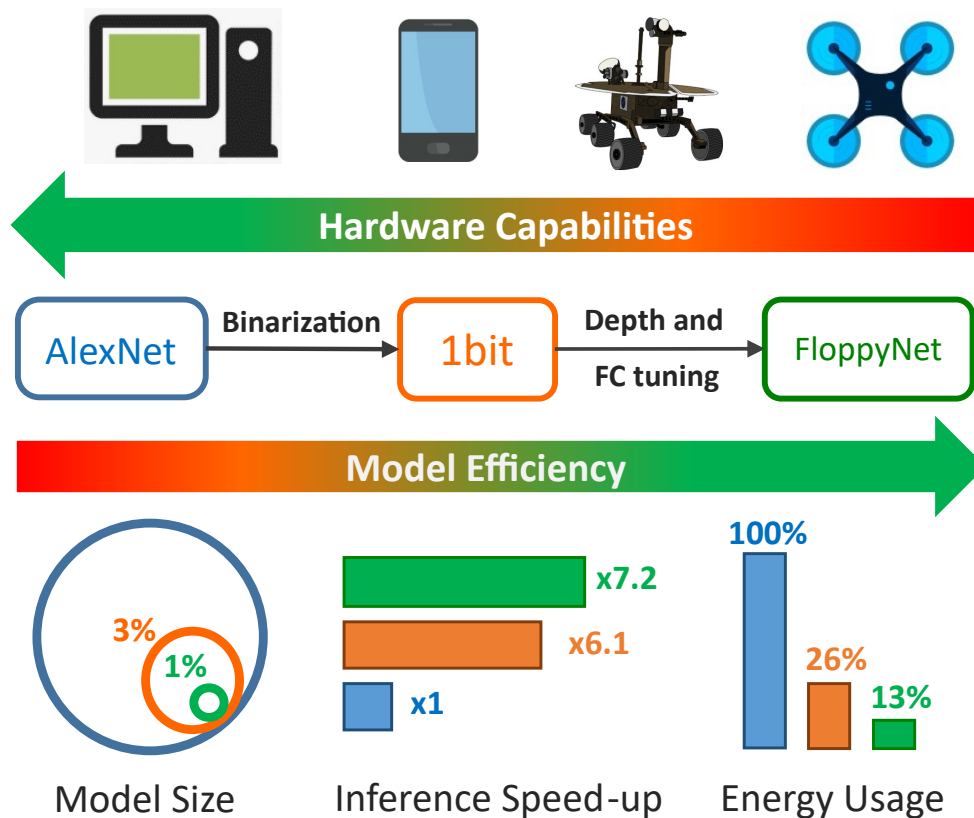 Hardware Capabilities
AlexNet
Binarization
1bit
Depth and
FC tuning
FloppyNet
Model Efficiency
3%
1%
Model Size
x7.2
x6.1
x1
Inference Speed-up
100%
26%
13%
Energy Usage